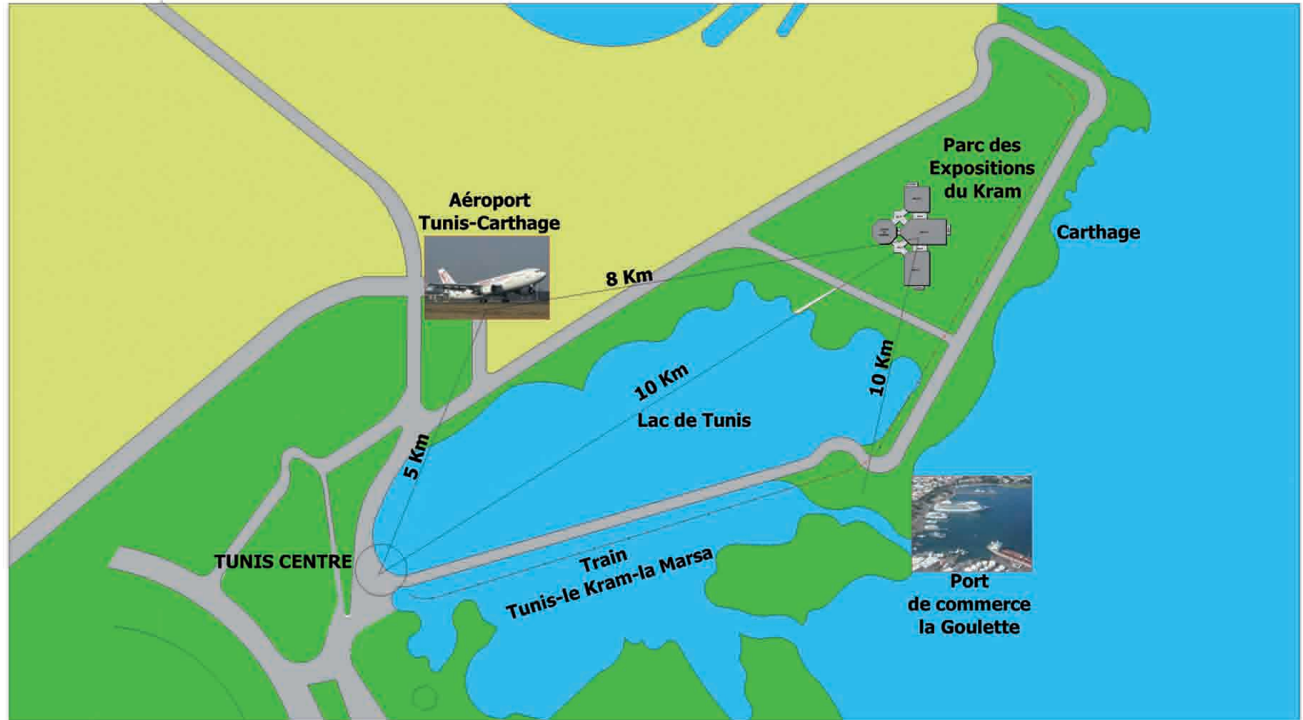 Parc des
Expositions
du Kram
Aéroport
Tunis-Carthage
Carthage
8 Km
10 Km
10 Km
Lac de Tunis
5 Km
TUNIS CENTRE
Train
Tunis-le Kram-la Marsa
Port
de commerce
la Goulette